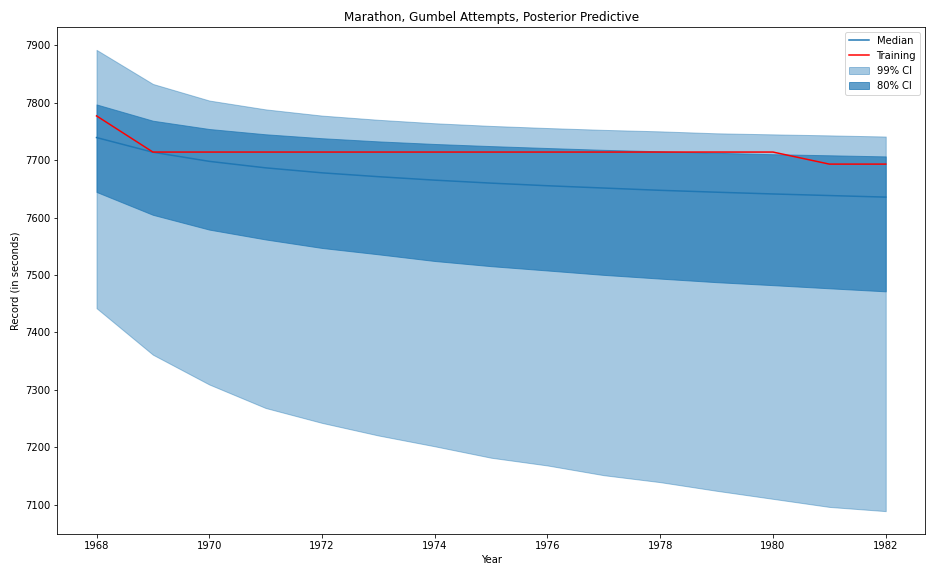 Marathon, Gumbel Attempts, Posterior Predictive
Median
Training
99% CI
80% CI
Record (in seconds)
7900
7800
7700
7600
7500
7400
7300
7200
7100
1968
1970
1972
1974
1976
1978
1980
1982
Year